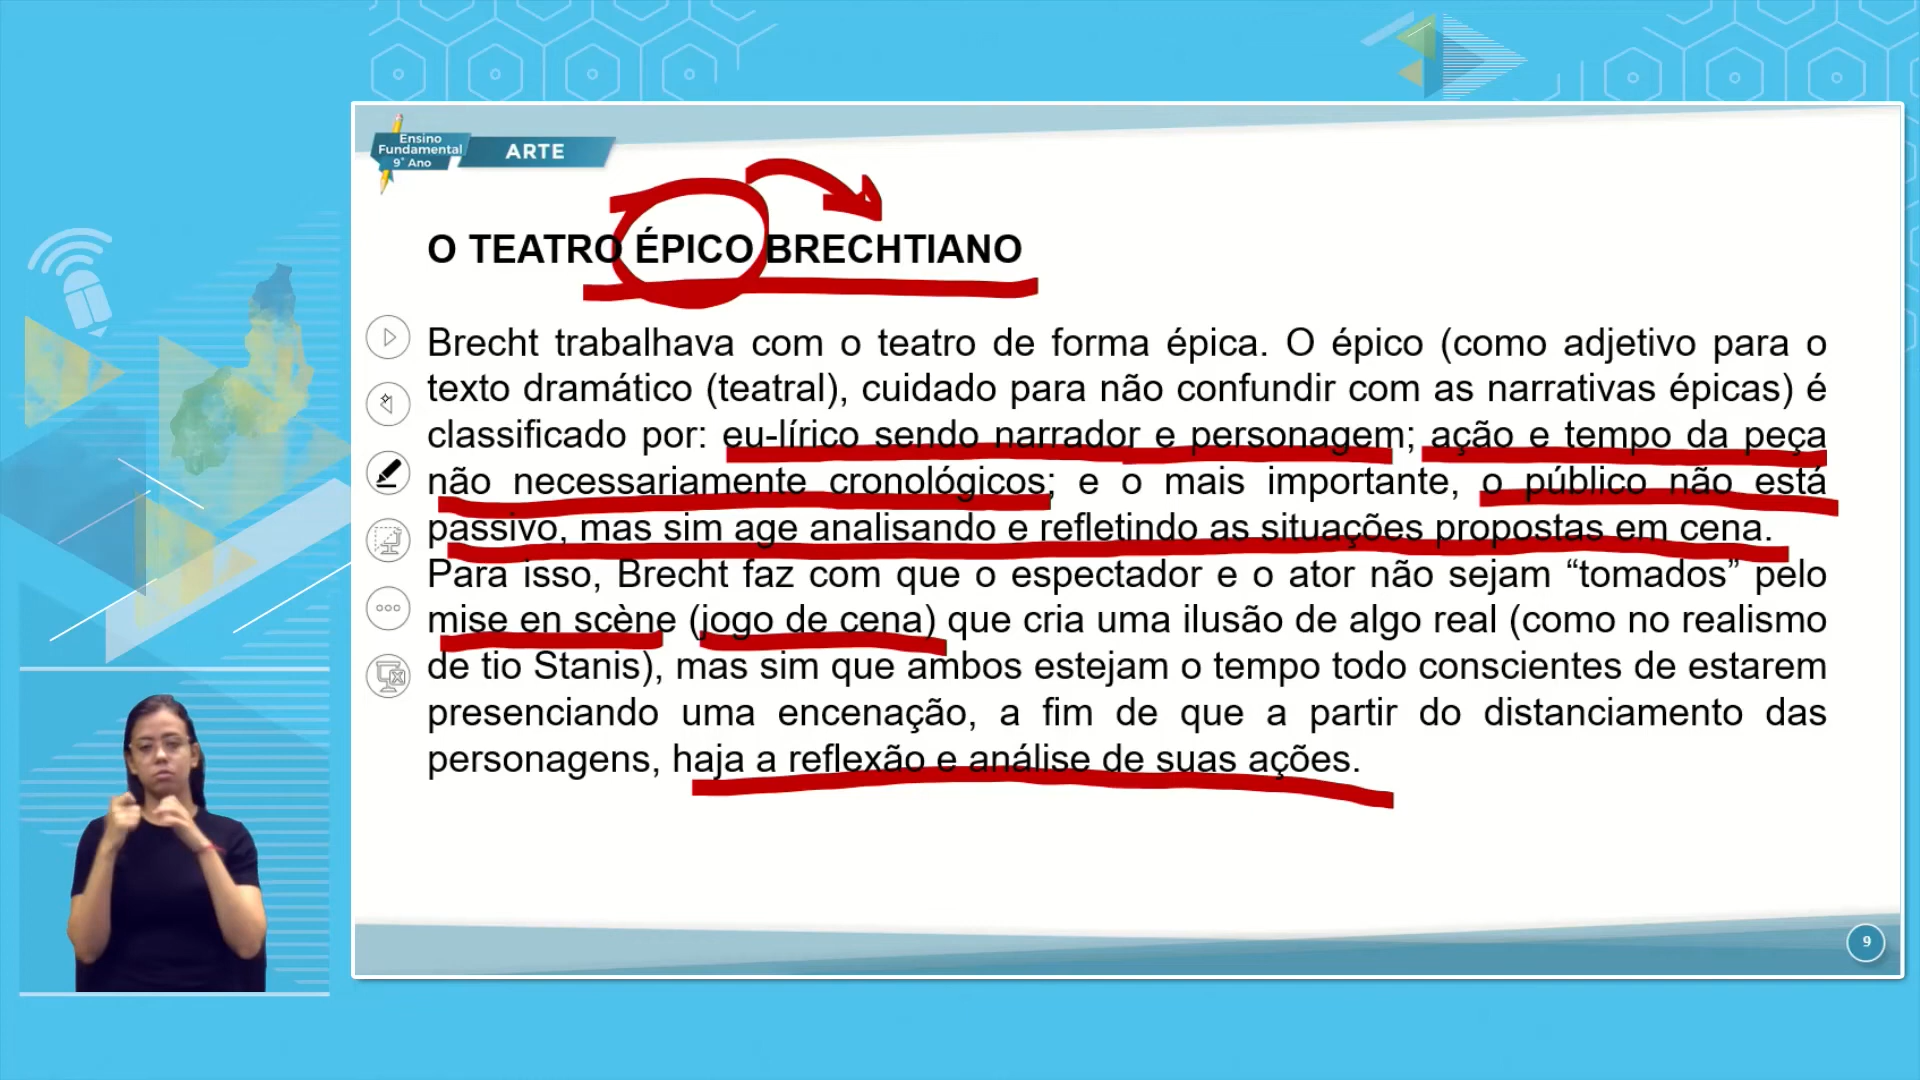 Ensino
Fundamental
9° Ano
ARTE
O TEATRO ÉPICO BRECHTIANO
Brecht trabalhava com o teatro de forma épica. O épico (como adjetivo para o
texto dramático (teatral), cuidado para não confundir com as narrativas épicas) é
classificado por: eu-lírico sendo narrador e personagem; ação e tempo da peça
não necessariamente cronológicos; e o mais importante, o público não está
passivo, mas sim age analisando e refletindo as situações propostas em cena.
Para isso, Brecht faz com que o espectador e o ator não sejam “tomados” pelo
mise en scène (jogo de cena) que cria uma ilusão de algo real (como no realismo
de tio Stanis), mas sim que ambos estejam o tempo todo conscientes de estarem
presenciando uma encenação, a fim de que a partir do distanciamento das
personagens, haja a reflexão e análise de suas ações.
9